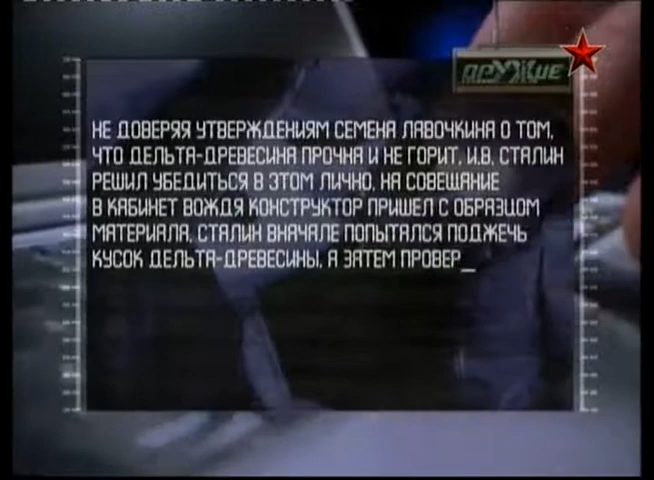 ОРУЖИЕ
НЕ ДОВЕРЯЯ УТВЕРЖДЕНИЯМ СЕМЕНА ЛАВОЧКИНА О ТОМ,
ЧТО ДЕЛЬТА-ДРЕВЕСИНА ПРОЧНА И НЕ ГОРИТ, И.В. СТАЛИН
РЕШИЛ УБЕДИТЬСЯ В ЭТОМ ЛИЧНО. НА СОВЕЩАНИЕ
В КАБИНЕТ ВОЖДЯ КОНСТРУКТОР ПРИШЕЛ С ОБРАЗЦОМ
МАТЕРИАЛА. СТАЛИН ВНАЧАЛЕ ПОПЫТАЛСЯ ПОДЖЕЧЬ
КУСОК ДЕЛЬТА-ДРЕВЕСИНЫ, А ЗАТЕМ ПРОВЕР_